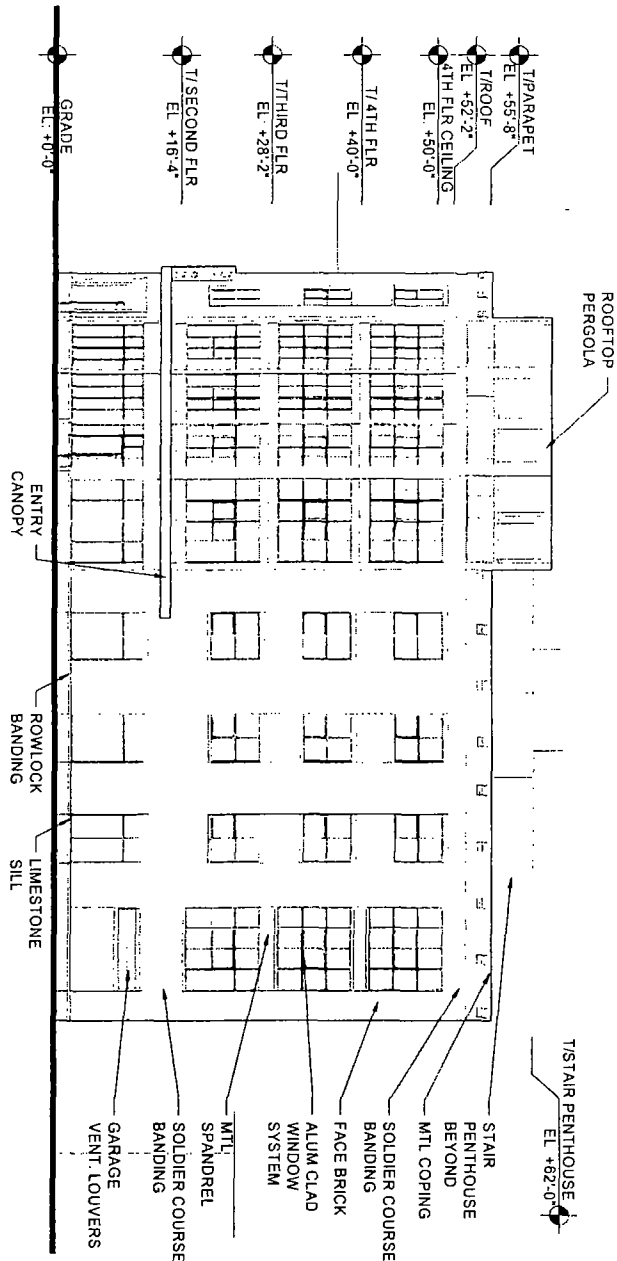 ROOFTOP
PERGOLA
T/PARAPET
EL +55'-8"
T/ROOF
EL +52'-2"
4TH FLR CEILING
EL +50'-0"
T/4TH FLR
EL +40'-0"
T/THIRD FLR
EL +28'-2"
T/ SECOND FLR
EL +16'-4"
GRADE
EL: +0'-0"
ENTRY
CANOPY
ROWLOCK
BANDING
LIMESTONE
SILL
T/STAIR PENTHOUSE
EL +62'-0"
STAIR
PENTHOUSE
BEYOND
MTL COPING
SOLDIER COURSE
BANDING
FACE BRICK
ALUM CLAD
WINDOW
SYSTEM
MTL
SPANDREL
SOLDIER COURSE
BANDING
GARAGE
VENT. LOUVERS